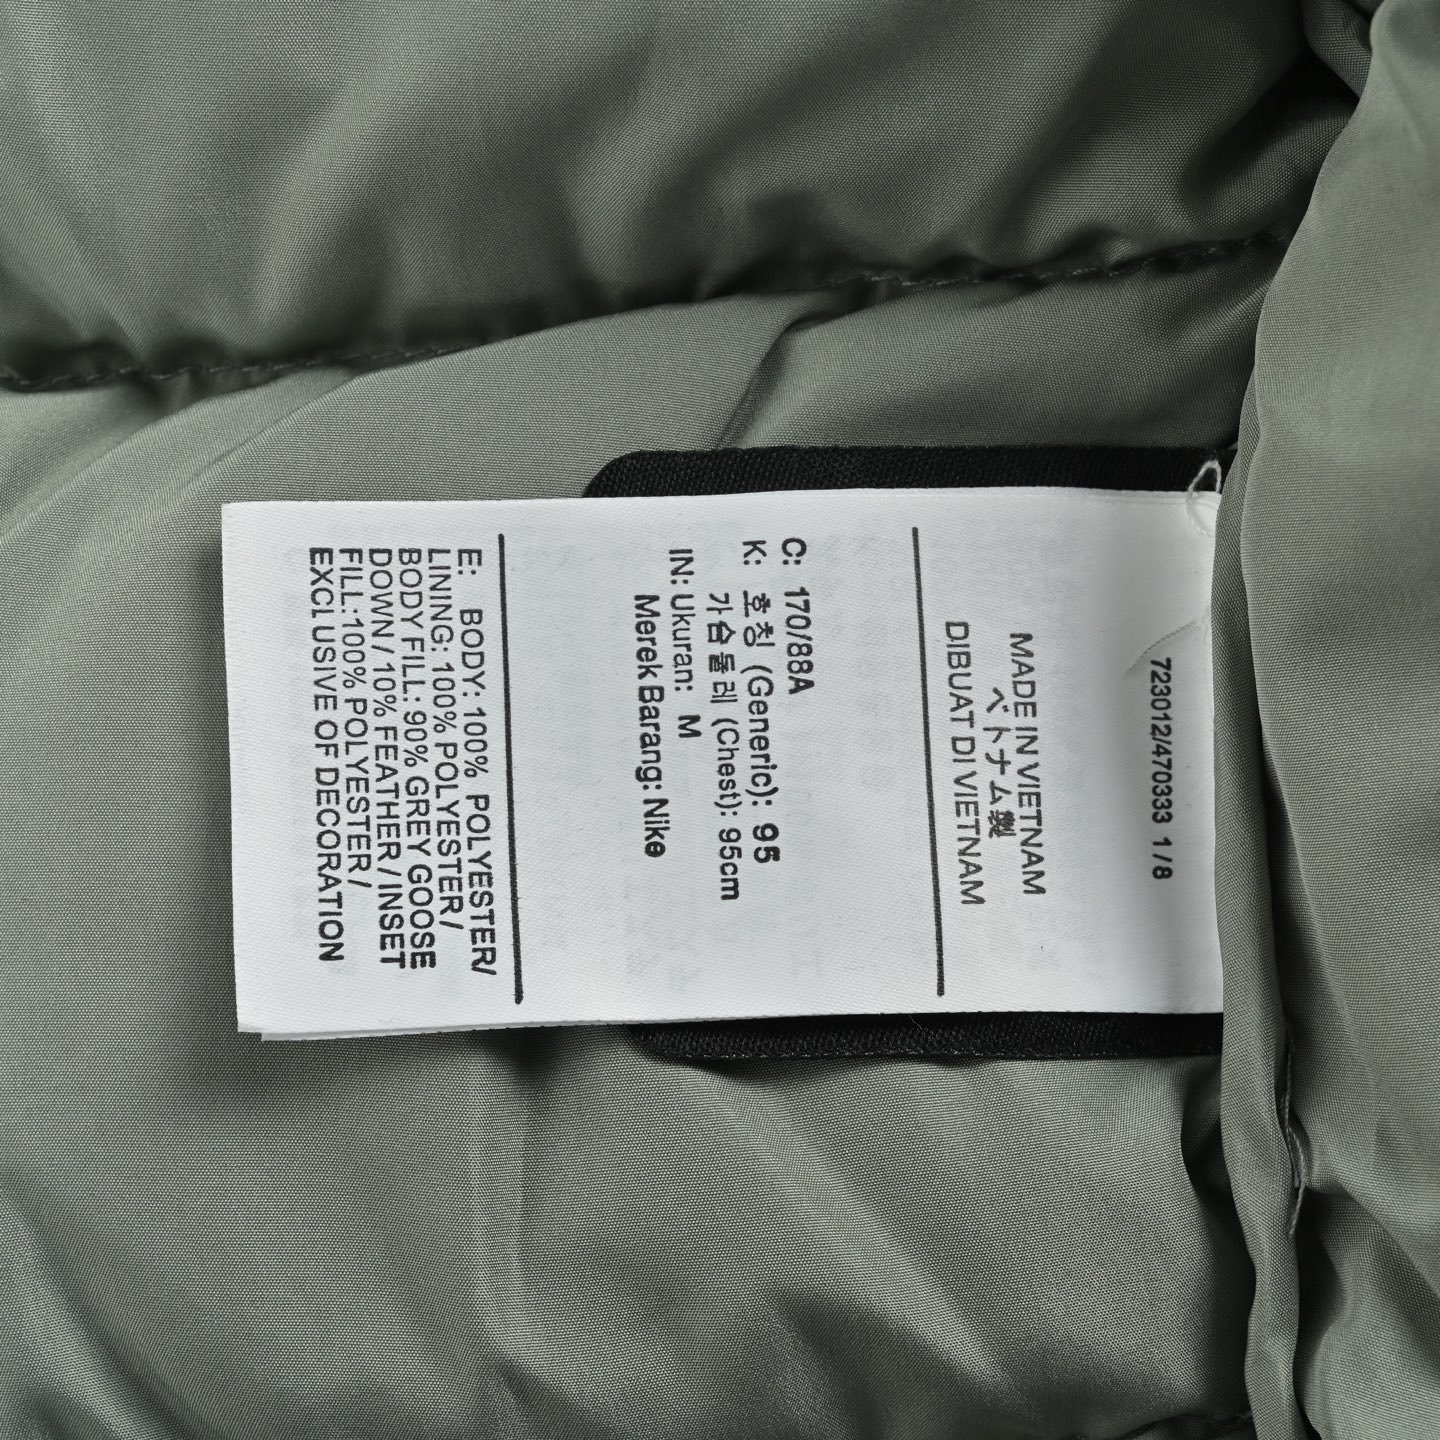 723012/470333 1/8
MADE IN VIETNAM
ベトナム製
DIBUAT DI VIETNAM
C: 170/88A
K: 호칭 (Generic): 95
가슴둘레 (Chest): 95cm
IN: Ukuran: M
Merek Barang: Nike
E: BODY: 100% POLYESTER/
LINING: 100% POLYESTER/
BODY FILL: 90% GREY GOOSE
DOWN / 10% FEATHER / INSET
FILL:100% POLYESTER /
EXCLUSIVE OF DECORATION